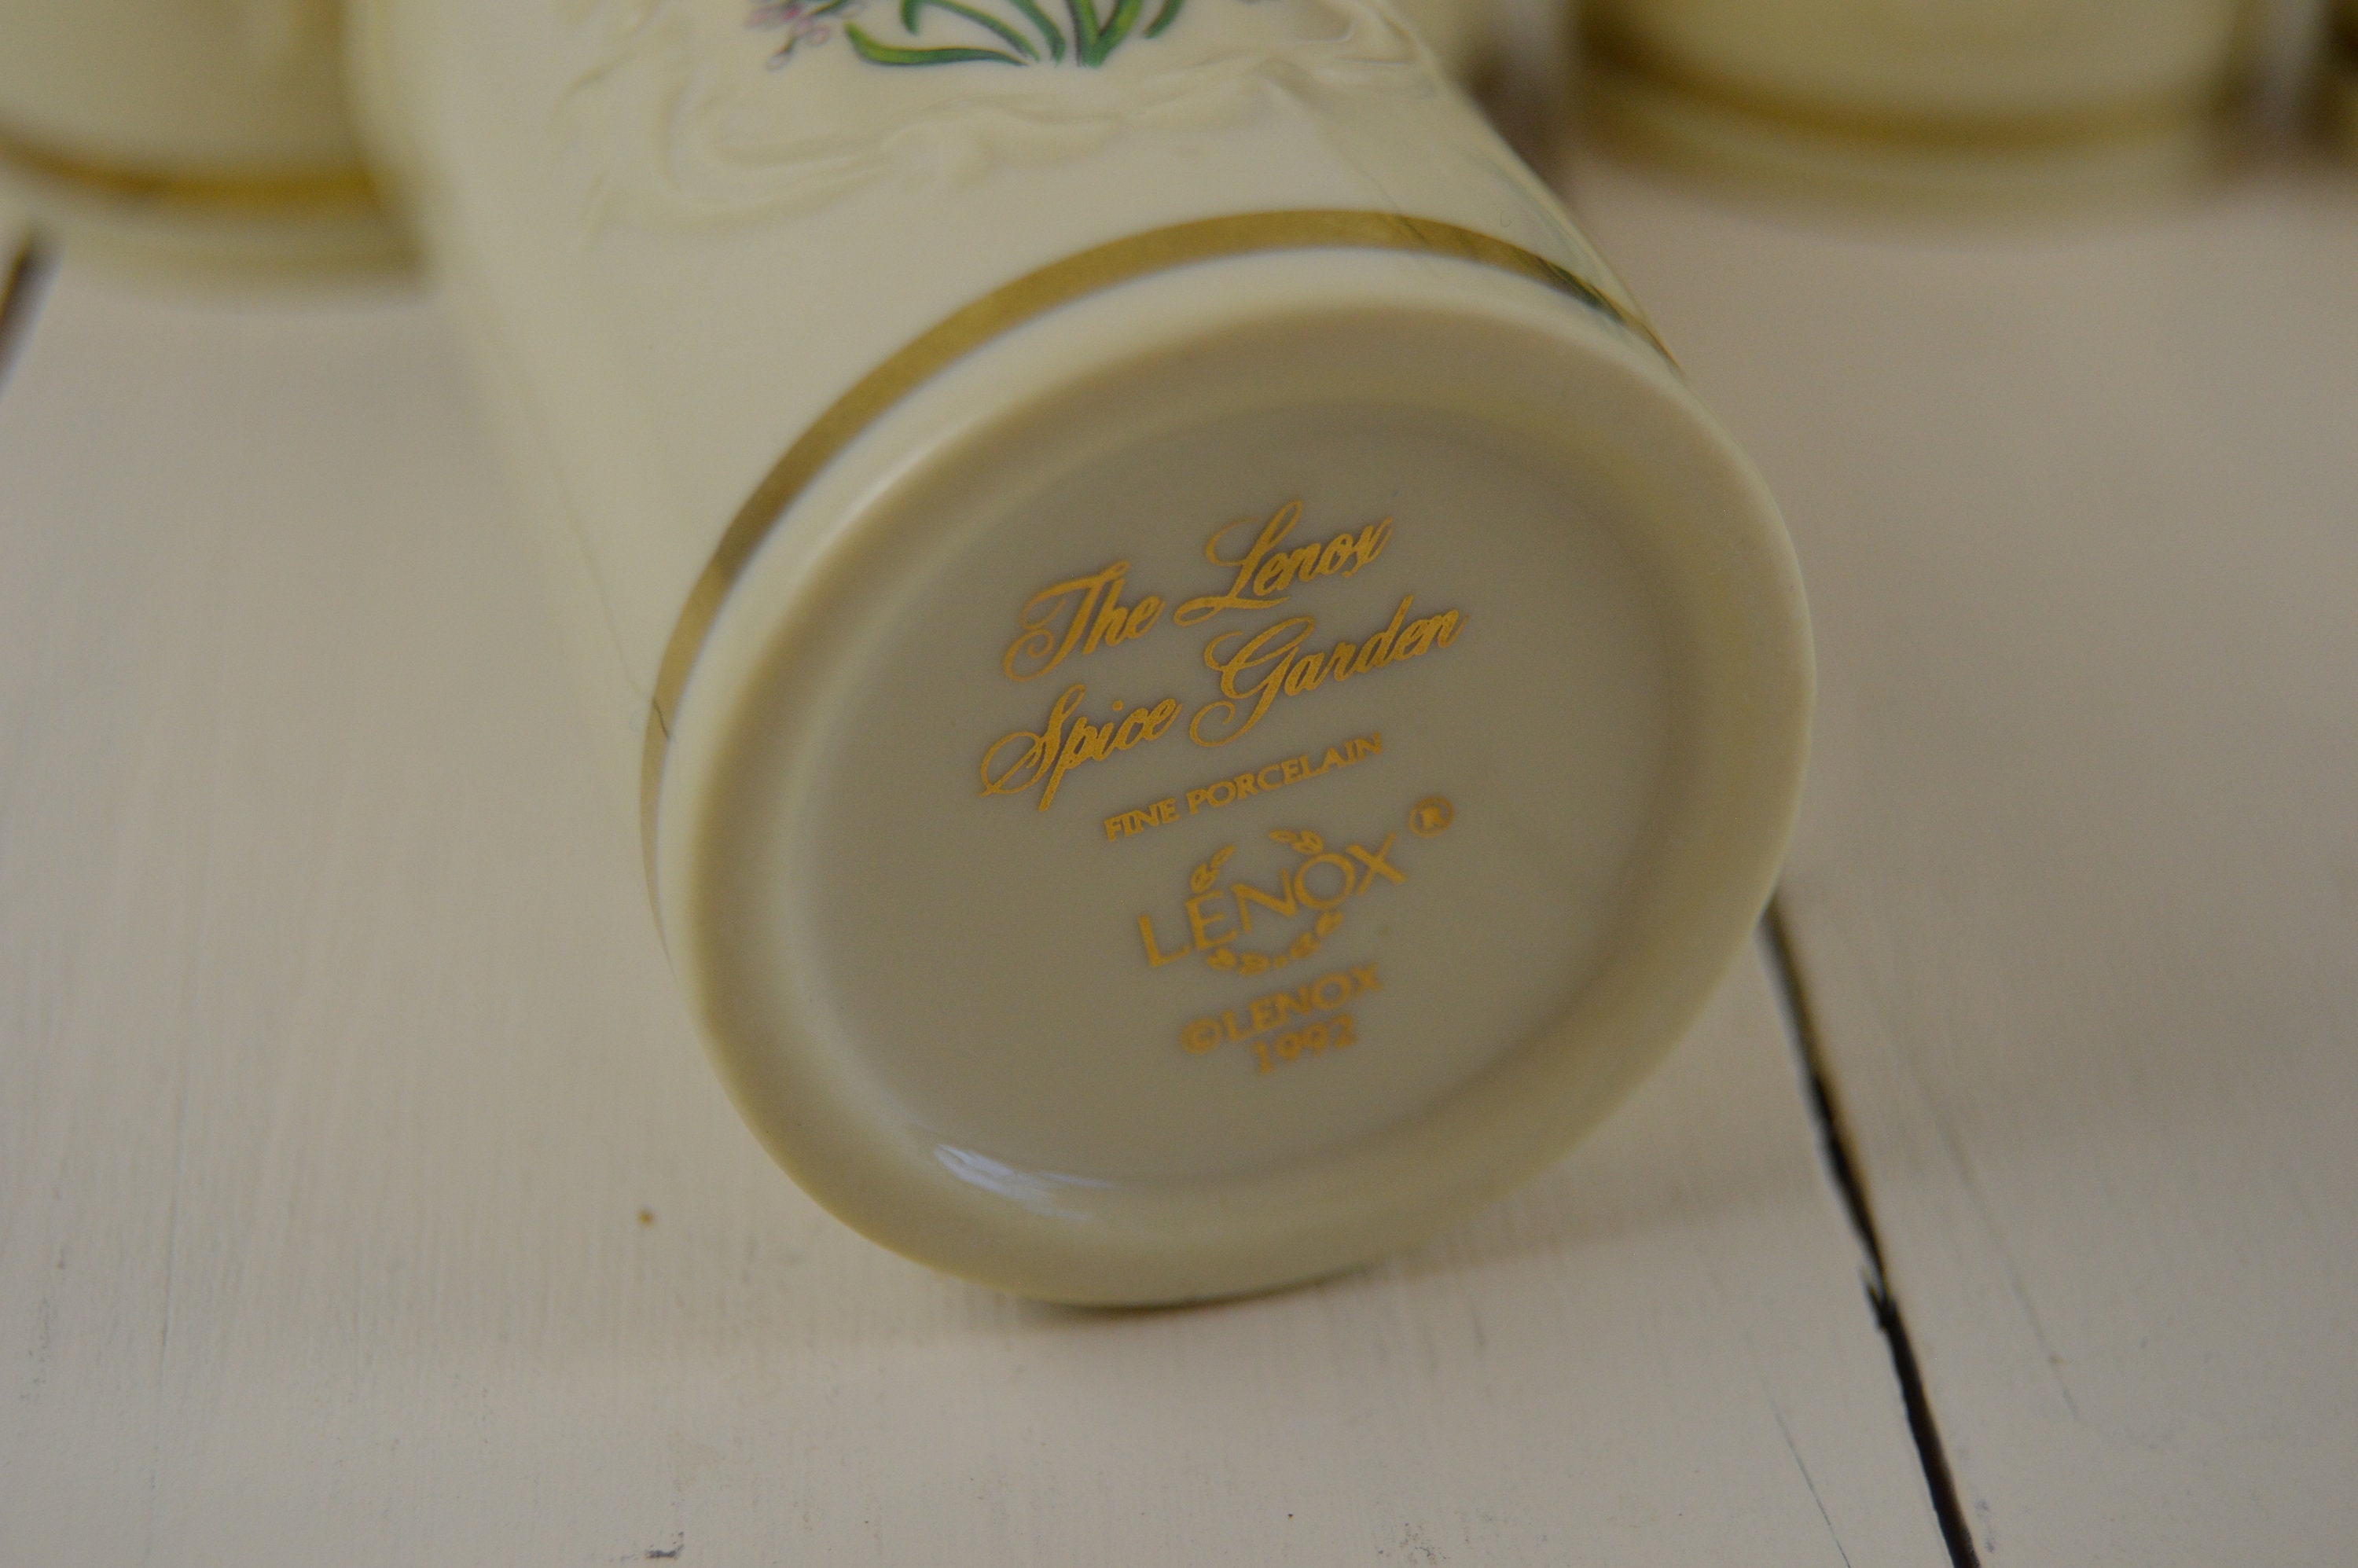 The Lenox
Spice Garden
FINE PORCELAIN
LENOX ®
©LENOX
1992